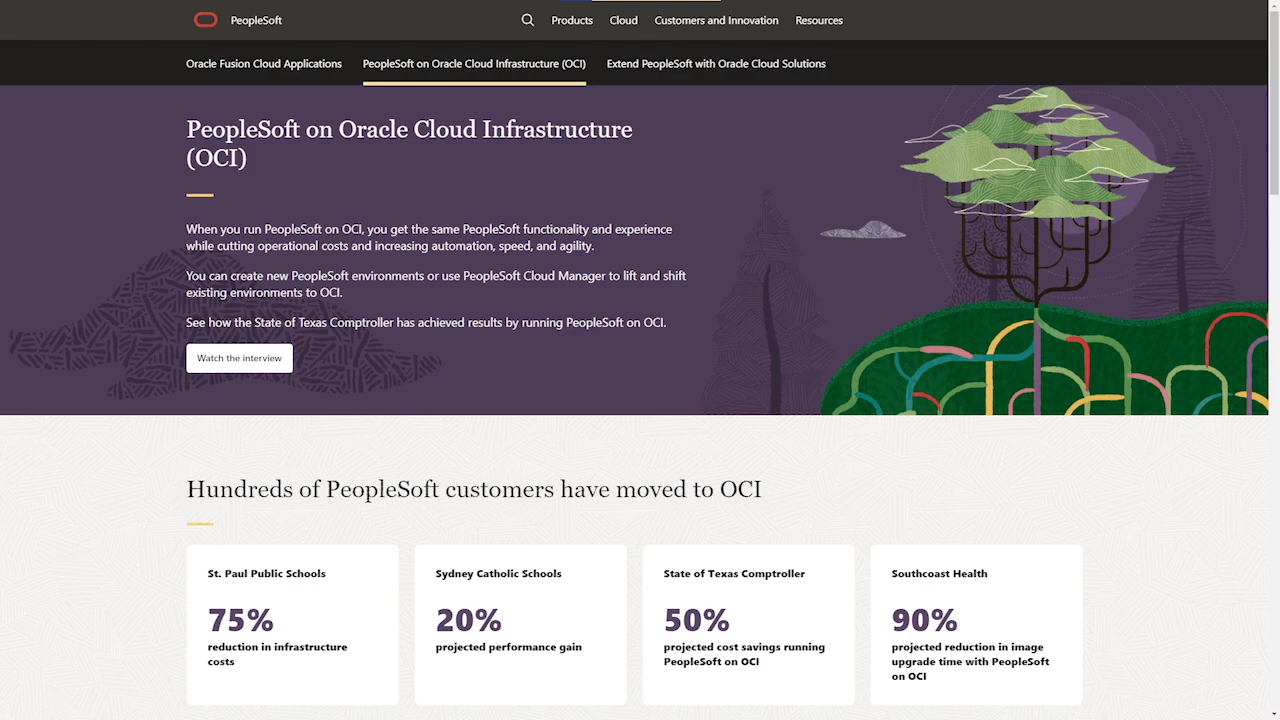 PeopleSoft
Products
Cloud
Customers and Innovation
Resources
Oracle Fusion Cloud Applications
PeopleSoft on Oracle Cloud Infrastructure (OCI)
Extend PeopleSoft with Oracle Cloud Solutions
PeopleSoft on Oracle Cloud Infrastructure
(OCI)
When you run PeopleSoft on OCI, you get the same PeopleSoft functionality and experience
while cutting operational costs and increasing automation, speed, and agility.
You can create new PeopleSoft environments or use PeopleSoft Cloud Manager to lift and shift
existing environments to OCI.
See how the State of Texas Comptroller has achieved results by running PeopleSoft on OCI.
Watch the interview
Hundreds of PeopleSoft customers have moved to OCI
St. Paul Public Schools
75%
reduction in infrastructure
costs
Sydney Catholic Schools
20%
projected performance gain
State of Texas Comptroller
50%
projected cost savings running
PeopleSoft on OCI
Southcoast Health
90%
projected reduction in image
upgrade time with PeopleSoft
on OCI